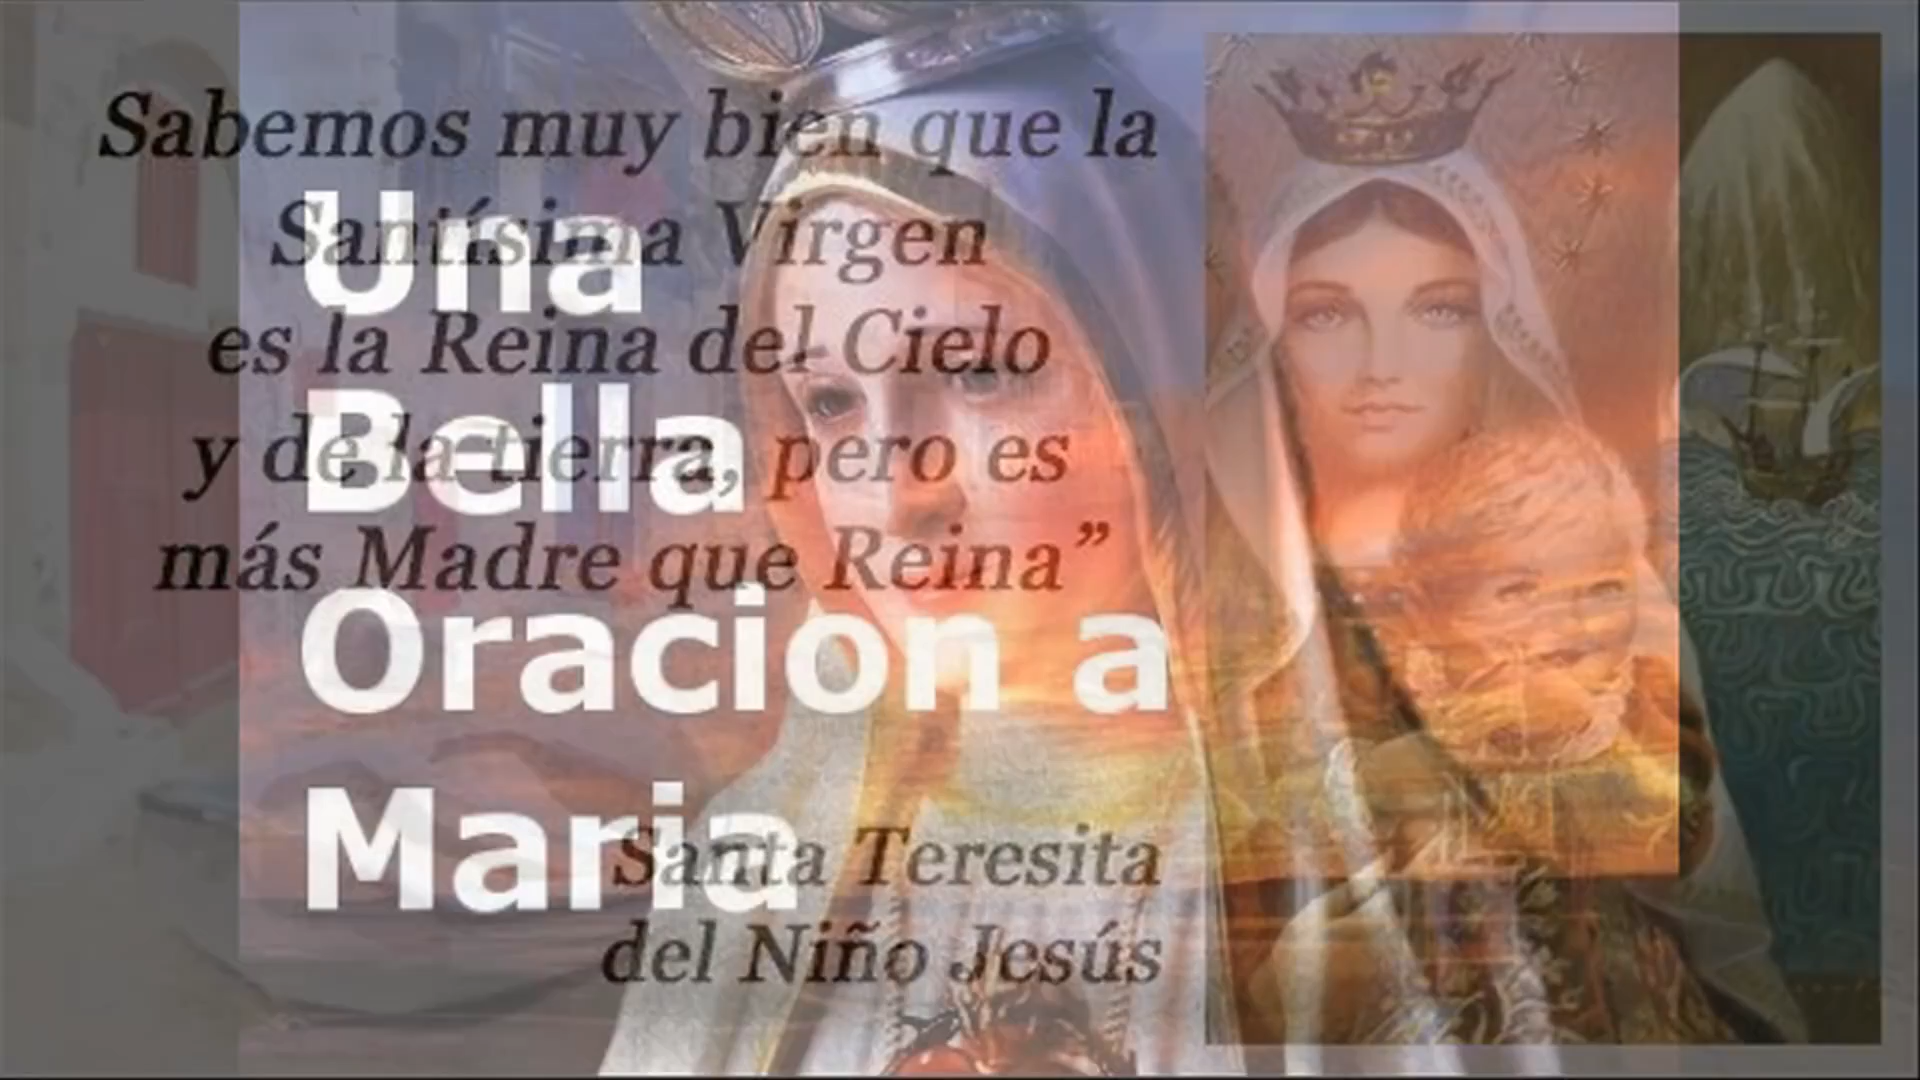 Sabemos muy bien que la
Santísima Virgen
es la Reina del Cielo
y de la tierra, pero es
más Madre que Reina”
Santa Teresita
del Niño Jesús
Una
Bella
Oracion a
Maria